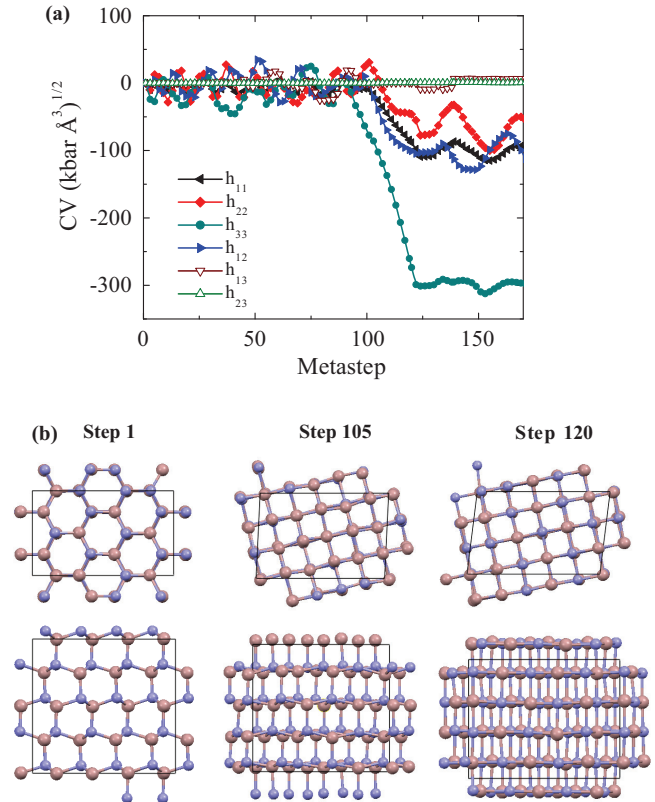 (a)
100
0
-100
-200
-300
CV (kbar Å³)¹/²
h₁₁
h₂₂
h₃₃
h₁₂
h₁₃
h₂₃
0 50 100 150
Metastep
(b) Step 1 Step 105 Step 120